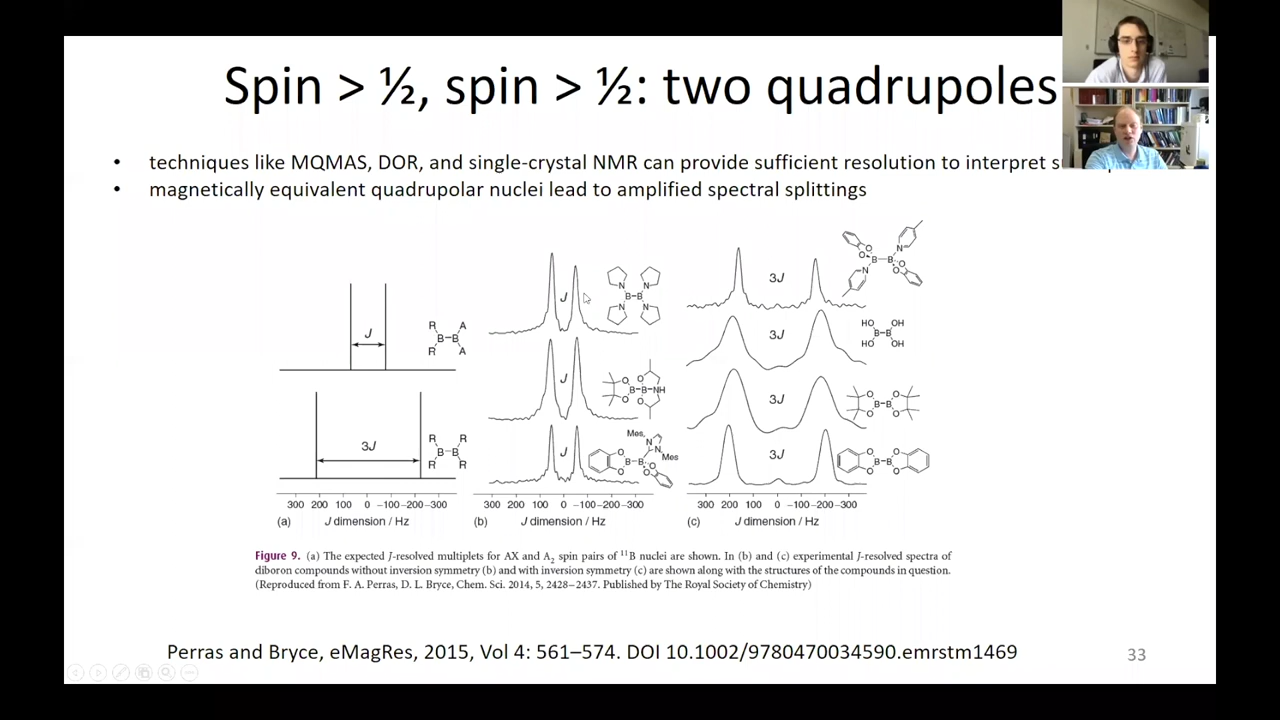 Spin > ½, spin > ½: two quadrupoles
• techniques like MQMAS, DOR, and single-crystal NMR can provide sufficient resolution to interpret
• magnetically equivalent quadrupolar nuclei lead to amplified spectral splittings
J
R A
B–B
R A
3J
R R
B–B
R R
300 200 100 0 −100 −200 −300
(a) J dimension / Hz
J
N N
B–B
N N
J
O O
B–B–NH
O O
J
Mes
N
N
Mes
O O
B–B
O O
300 200 100 0 −100 −200 −300
(b) J dimension / Hz
3J
O N
O B–B O
N O
3J
HO OH
B–B
HO OH
3J
O O
B–B
O O
3J
O O
B–B
O O
300 200 100 0 −100 −200 −300
(c) J dimension / Hz
Figure 9. (a) The expected J-resolved multiplets for AX and A₂ spin pairs of ¹¹B nuclei are shown. In (b) and (c) experimental J-resolved spectra of
diboron compounds without inversion symmetry (b) and with inversion symmetry (c) are shown along with the structures of the compounds in question.
(Reproduced from F. A. Perras, D. L. Bryce, Chem. Sci. 2014, 5, 2428−2437. Published by The Royal Society of Chemistry)
Perras and Bryce, eMagRes, 2015, Vol 4: 561–574. DOI 10.1002/9780470034590.emrstm1469
33